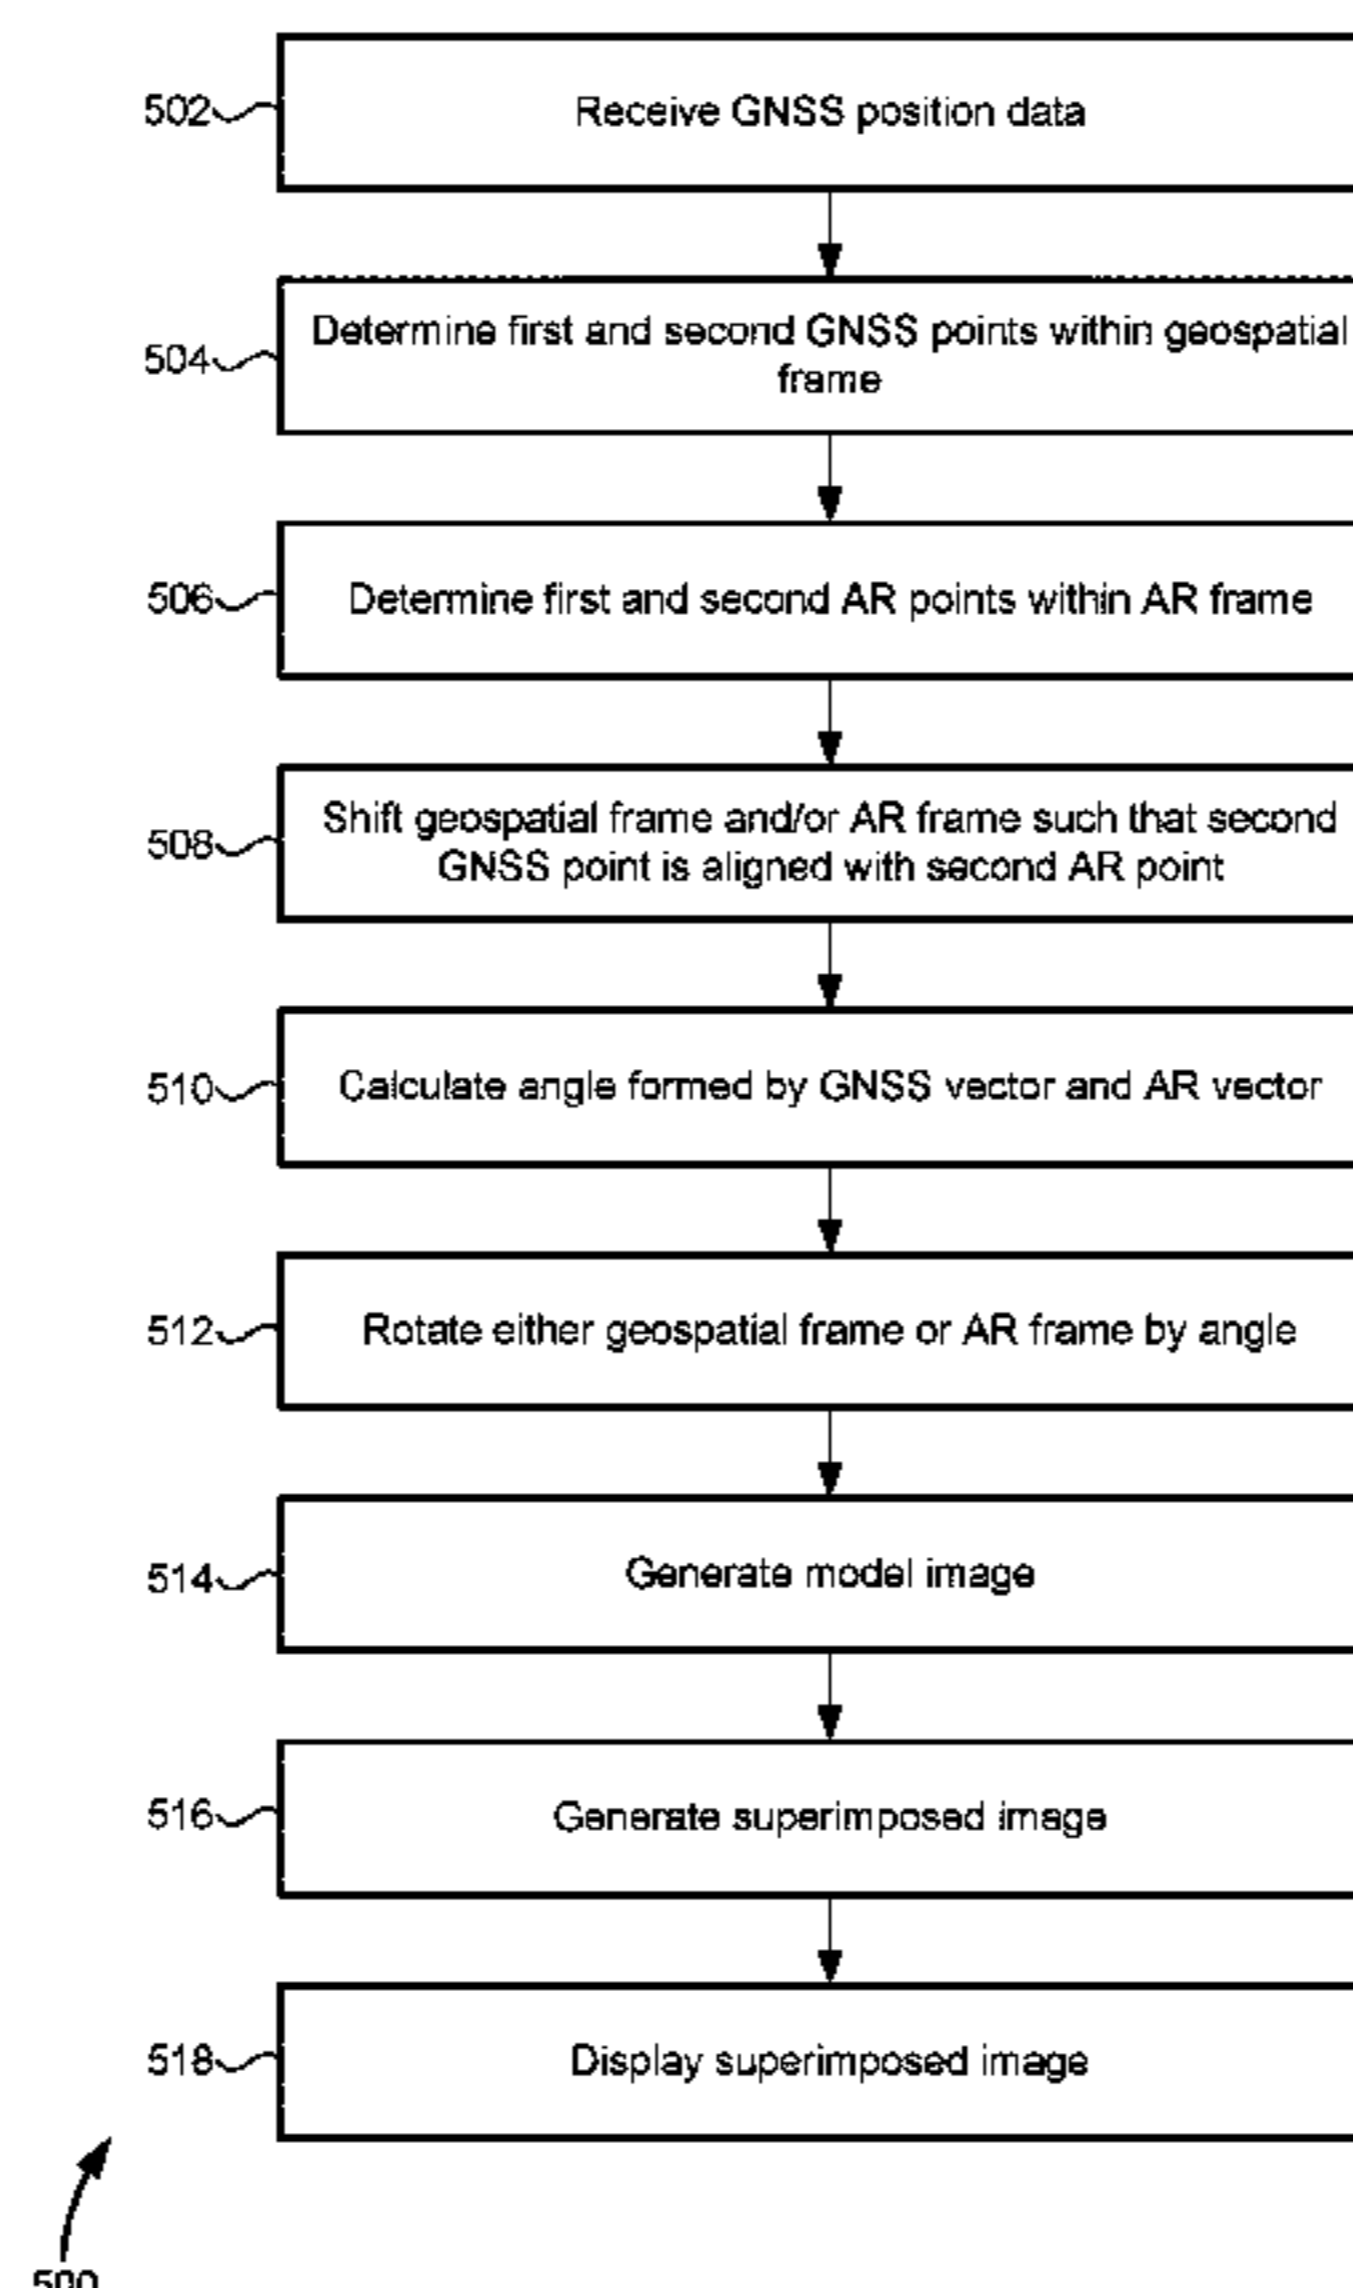 502
Receive GNSS position data
504
Determine first and second GNSS points within geospatial
frame
506
Determine first and second AR points within AR frame
508
Shift geospatial frame and/or AR frame such that second
GNSS point is aligned with second AR point
510
Calculate angle formed by GNSS vector and AR vector
512
Rotate either geospatial frame or AR frame by angle
514
Generate model image
516
Generate superimposed image
518
Display superimposed image
500